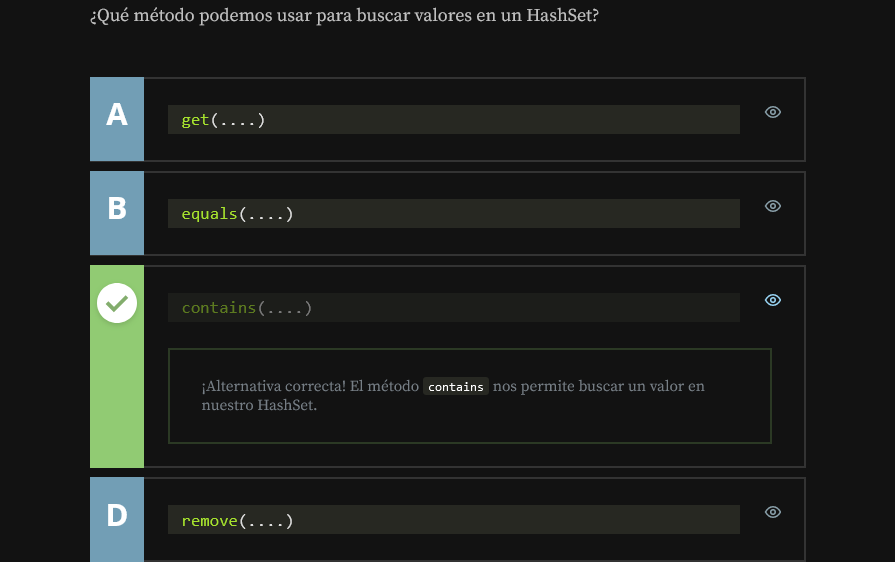 ¿Qué método podemos usar para buscar valores en un HashSet?
A
get(....)
B
equals(....)
contains(....)
¡Alternativa correcta! El método contains nos permite buscar un valor en
nuestro HashSet.
D
remove(....)